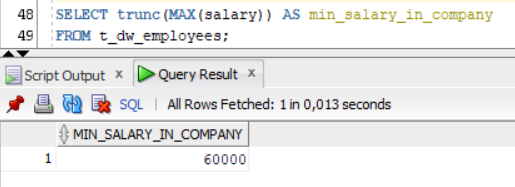 48 SELECT trunc(MAX(salary)) AS min_salary_in_company
49 FROM t_dw_employees;
Script Output x Query Result x
SQL | All Rows Fetched: 1 in 0,013 seconds
MIN_SALARY_IN_COMPANY
1 60000